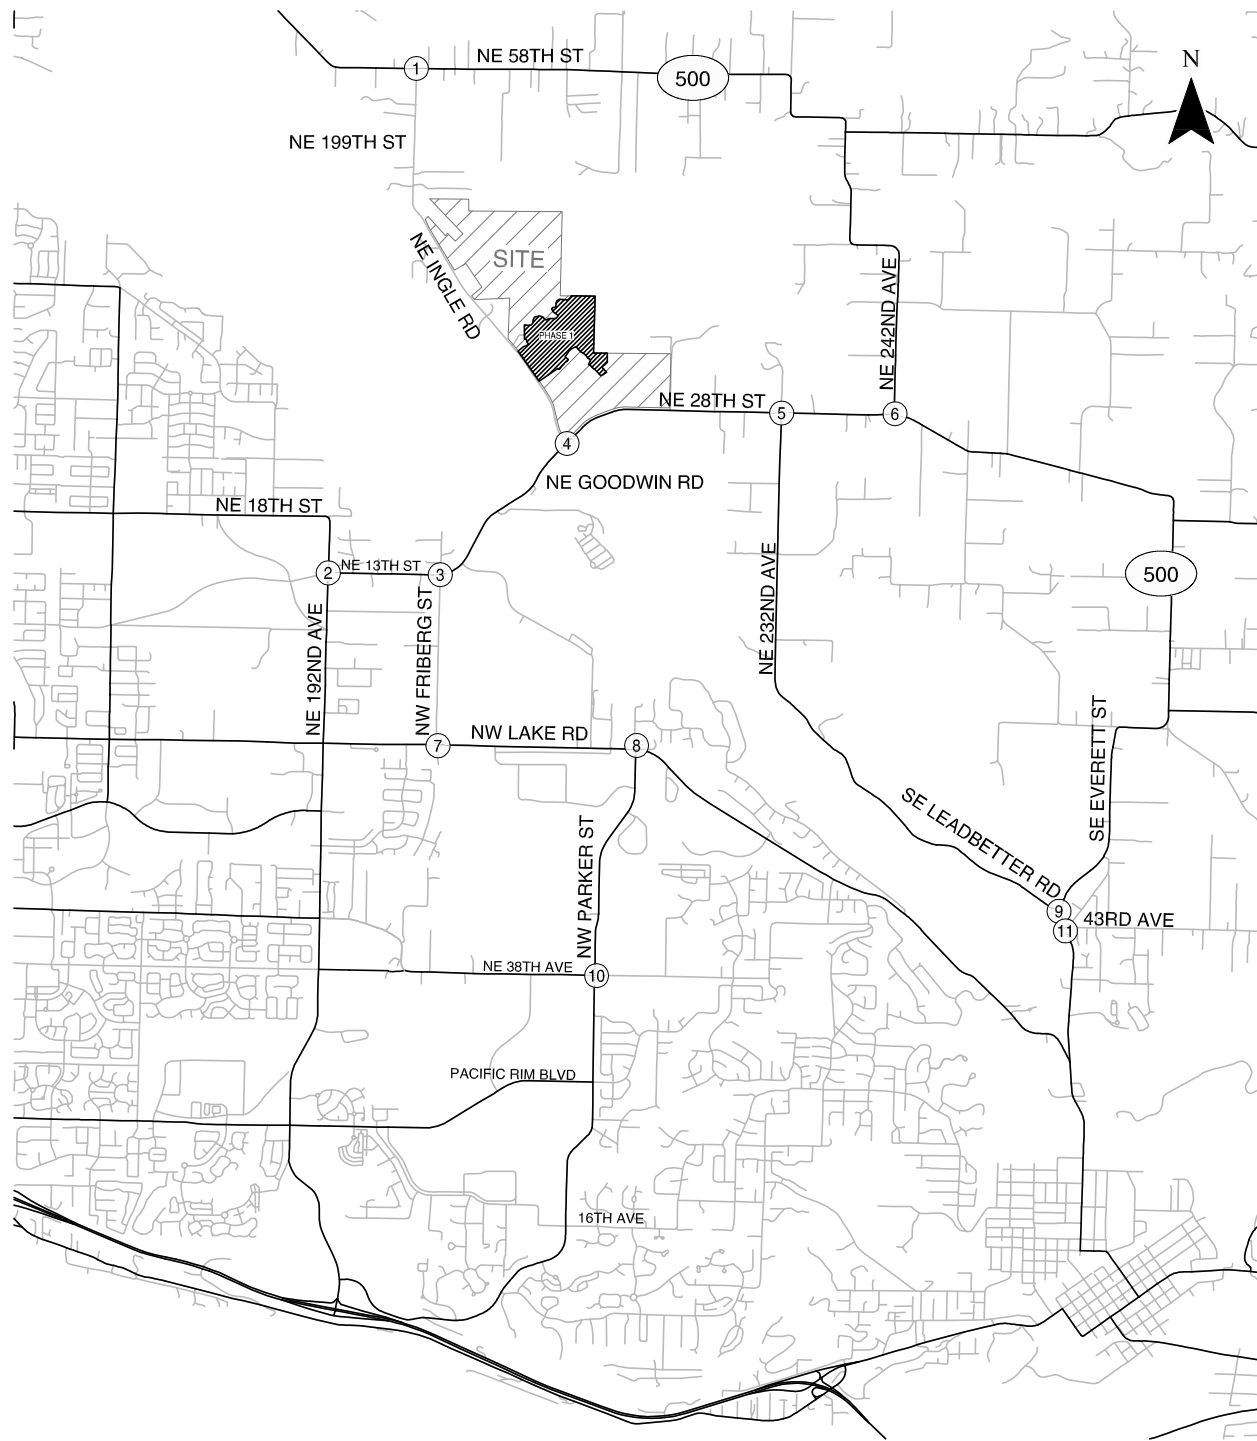 NE 58TH ST
1
500
N
NE 199TH ST
SITE
NE INGLE RD
NE 242ND AVE
PHASE 1
NE 28TH ST
5
6
4
NE GOODWIN RD
NE 18TH ST
NE 13TH ST
2
3
500
NE 232ND AVE
NE 192ND AVE
NW FRIBERG ST
SE EVERETT ST
NW LAKE RD
7
8
SE LEADBETTER RD
NW PARKER ST
9
43RD AVE
11
NE 38TH AVE
10
PACIFIC RIM BLVD
16TH AVE